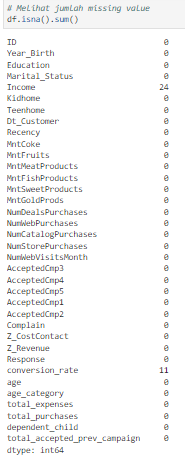 # Melihat jumlah missing value
df.isna().sum()
ID 0
Year_Birth 0
Education 0
Marital_Status 0
Income 24
Kidhome 0
Teenhome 0
Dt_Customer 0
Recency 0
MntCoke 0
MntFruits 0
MntMeatProducts 0
MntFishProducts 0
MntSweetProducts 0
MntGoldProds 0
NumDealsPurchases 0
NumWebPurchases 0
NumCatalogPurchases 0
NumStorePurchases 0
NumWebVisitsMonth 0
AcceptedCmp3 0
AcceptedCmp4 0
AcceptedCmp5 0
AcceptedCmp1 0
AcceptedCmp2 0
Complain 0
Z_CostContact 0
Z_Revenue 0
Response 0
conversion_rate 11
age 0
age_category 0
total_expenses 0
total_purchases 0
dependent_child 0
total_accepted_prev_campaign 0
dtype: int64